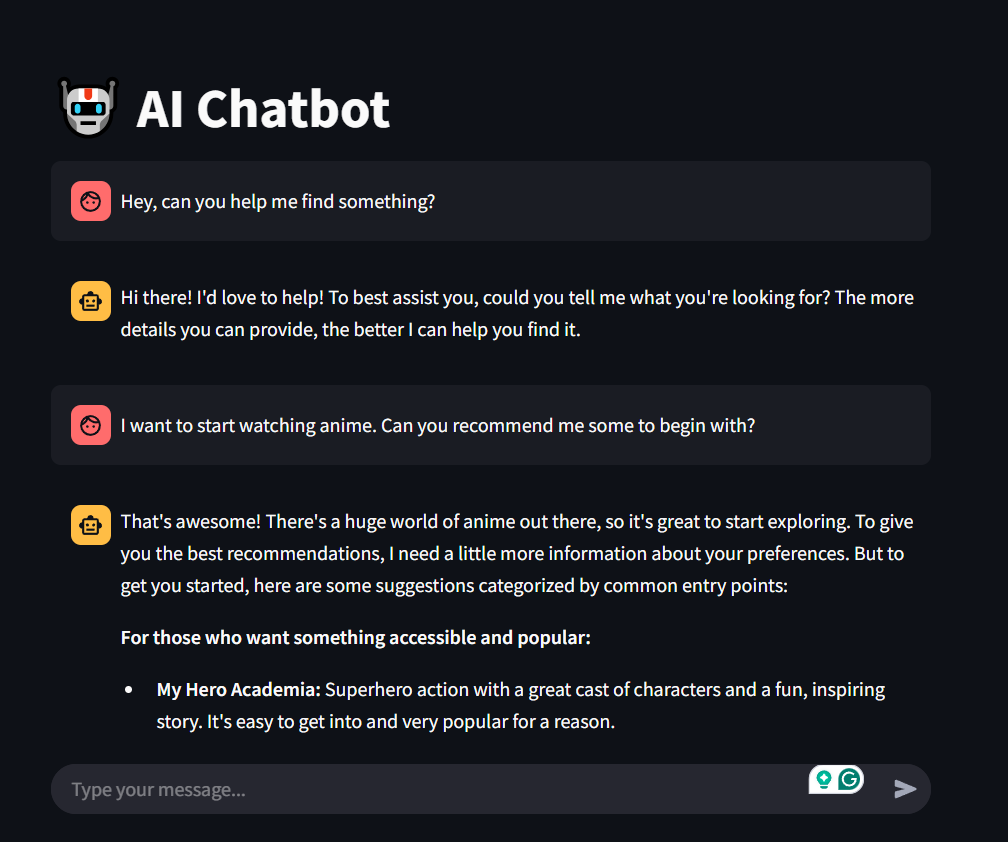 AI Chatbot
Hey, can you help me find something?
Hi there! I'd love to help! To best assist you, could you tell me what you're looking for? The more
details you can provide, the better I can help you find it.
I want to start watching anime. Can you recommend me some to begin with?
That's awesome! There's a huge world of anime out there, so it's great to start exploring. To give
you the best recommendations, I need a little more information about your preferences. But to
get you started, here are some suggestions categorized by common entry points:
For those who want something accessible and popular:
• My Hero Academia: Superhero action with a great cast of characters and a fun, inspiring
story. It's easy to get into and very popular for a reason.
Type your message...